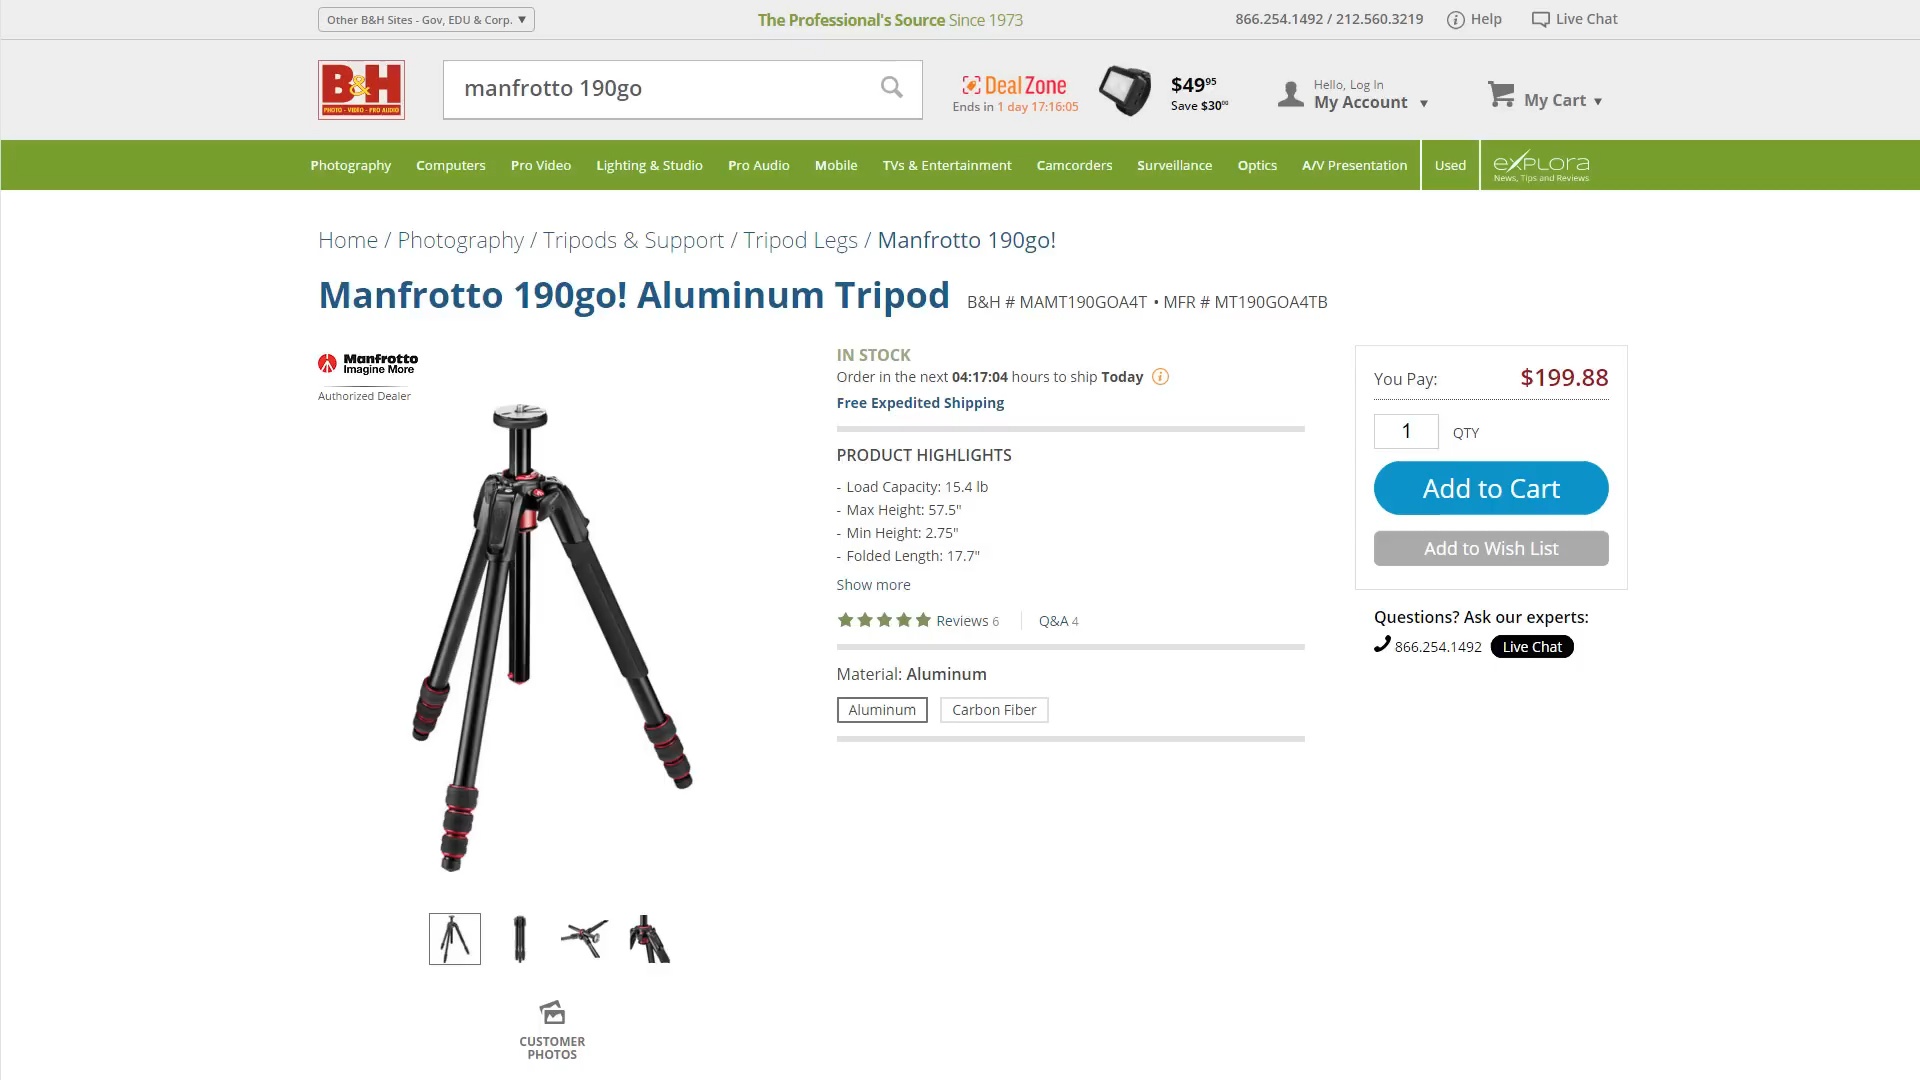 Other B&H Sites - Gov, EDU & Corp. ▼
The Professional's Source Since 1973
866.254.1492 / 212.560.3219
Help
Live Chat
B&H
PHOTO - VIDEO - PRO AUDIO
manfrotto 190go
Deal Zone
Ends in 1 day 17:16:05
$49.95
Save $30.00
Hello, Log In
My Account ▼
My Cart ▼
Photography
Computers
Pro Video
Lighting & Studio
Pro Audio
Mobile
TVs & Entertainment
Camcorders
Surveillance
Optics
A/V Presentation
Used
eXPLORA
News, Tips and Reviews
Home / Photography / Tripods & Support / Tripod Legs / Manfrotto 190go!
Manfrotto 190go! Aluminum Tripod B&H # MAMT190GOA4T • MFR # MT190GOA4TB
Manfrotto
Imagine More
Authorized Dealer
IN STOCK
Order in the next 04:17:04 hours to ship Today
Free Expedited Shipping
PRODUCT HIGHLIGHTS
- Load Capacity: 15.4 lb
- Max Height: 57.5"
- Min Height: 2.75"
- Folded Length: 17.7"
Show more
Reviews 6
Q&A 4
Material: Aluminum
Aluminum
Carbon Fiber
You Pay: $199.88
1 QTY
Add to Cart
Add to Wish List
Questions? Ask our experts:
866.254.1492
Live Chat
CUSTOMER
PHOTOS